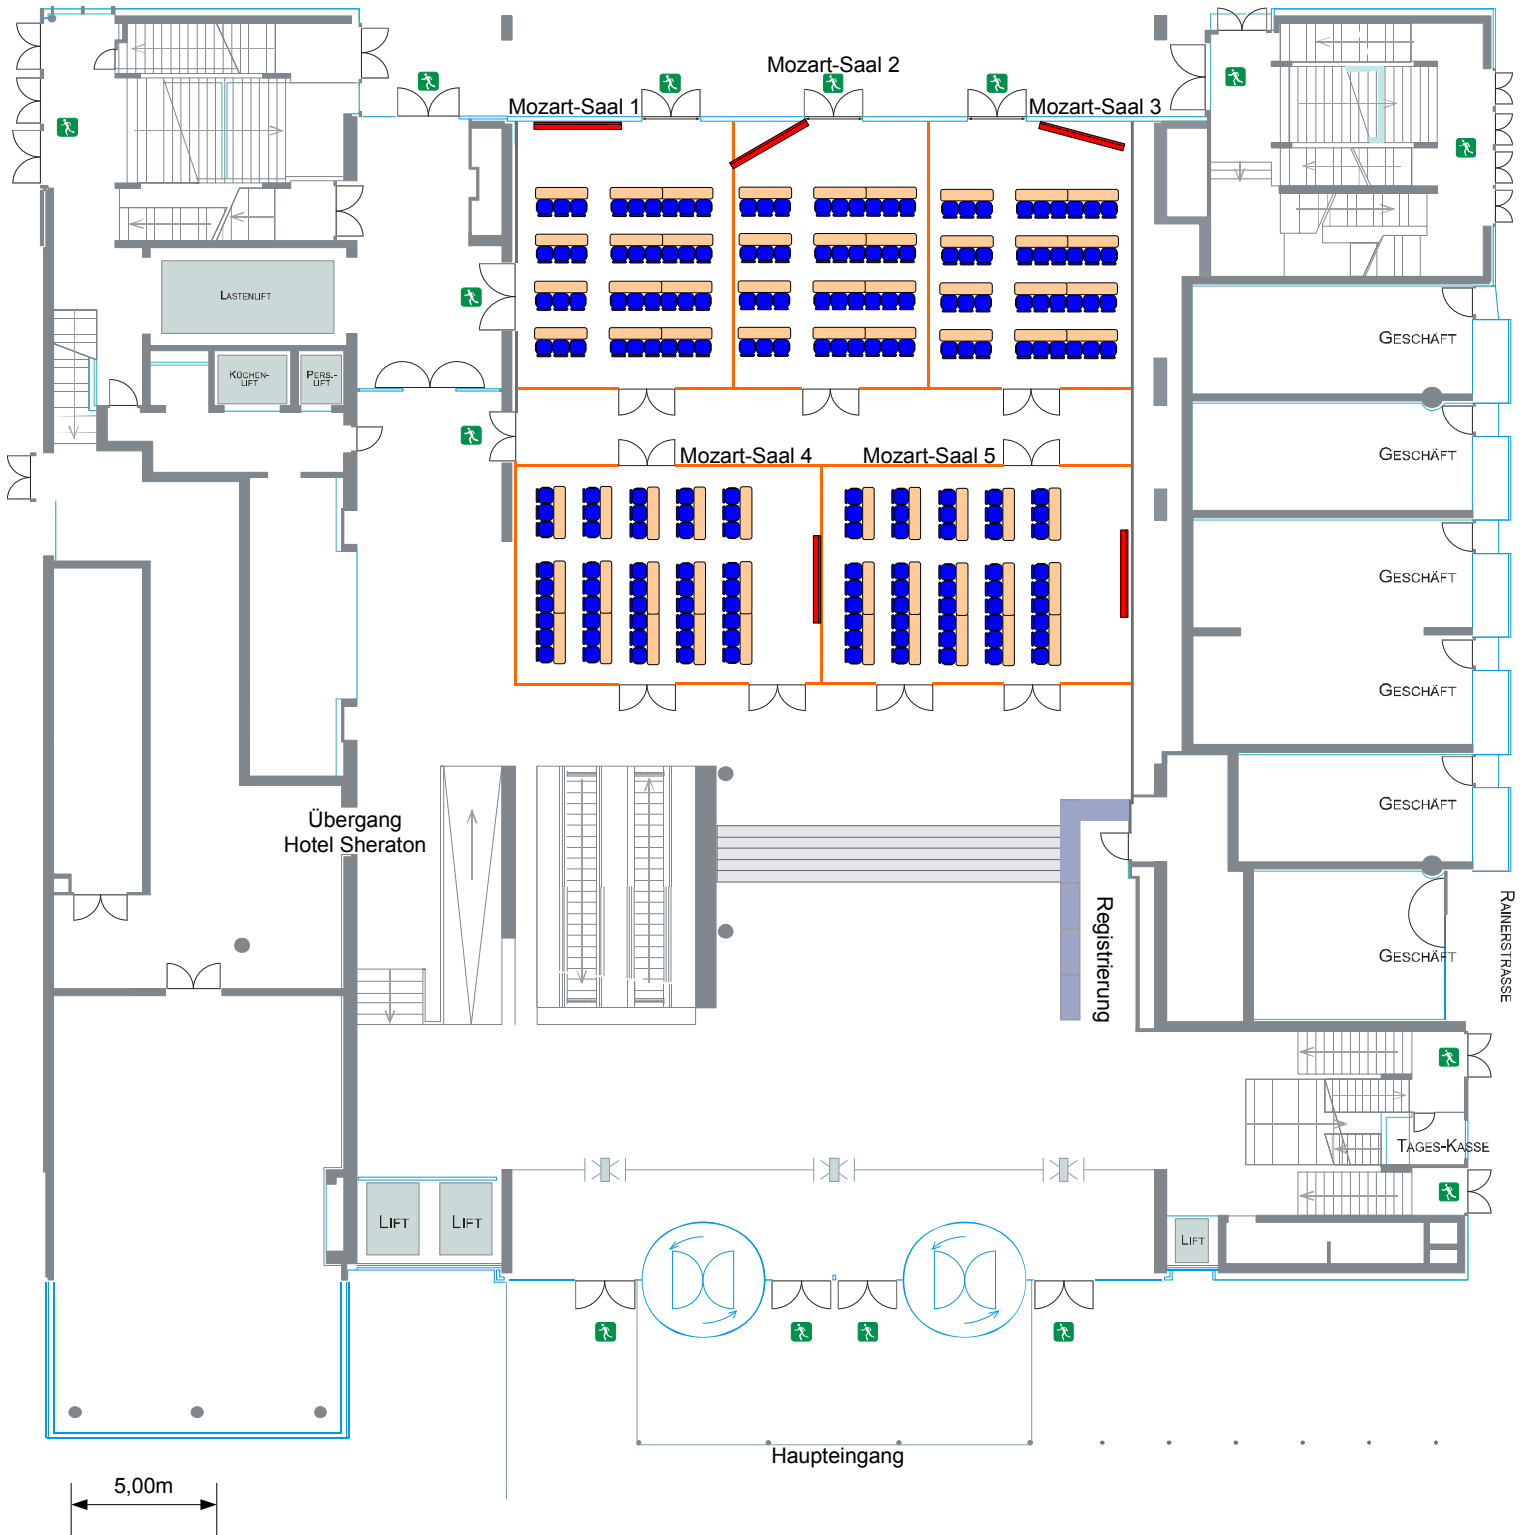 Mozart-Saal 2
Mozart-Saal 1
Mozart-Saal 3
LASTENLIFT
KÜCHEN-
LIFT
PERS.-
LIFT
GESCHÄFT
GESCHÄFT
Mozart-Saal 4
Mozart-Saal 5
GESCHÄFT
GESCHÄFT
GESCHÄFT
Übergang
Hotel Sheraton
Registrierung
GESCHÄFT
RAINERSTRASSE
TAGES-KASSE
LIFT
LIFT
LIFT
Haupteingang
5,00m